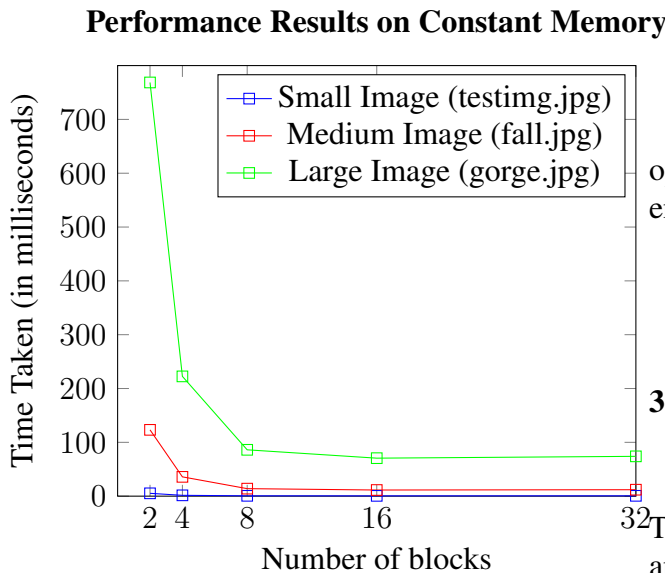 Performance Results on Constant Memory
Small Image (testimg.jpg)
Medium Image (fall.jpg)
Large Image (gorge.jpg)
700
600
500
400
300
200
100
0
2 4 8 16 32
Time Taken (in milliseconds)
Number of blocks
3